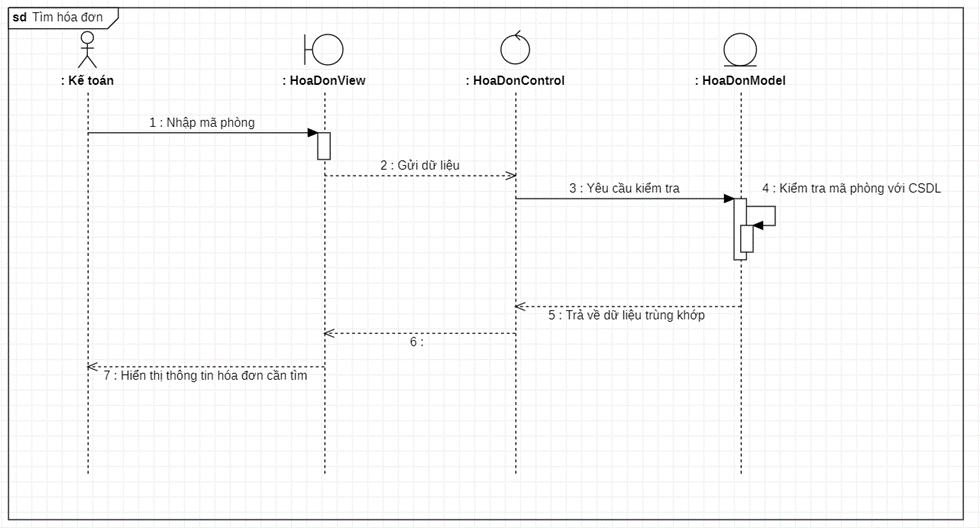 sd Tìm hóa đơn
: Kế toán
: HoaDonView
: HoaDonControl
: HoaDonModel
1 : Nhập mã phòng
2 : Gửi dữ liệu
3 : Yêu cầu kiểm tra
4 : Kiểm tra mã phòng với CSDL
5 : Trả về dữ liệu trùng khớp
6 :
7 : Hiển thị thông tin hóa đơn cần tìm